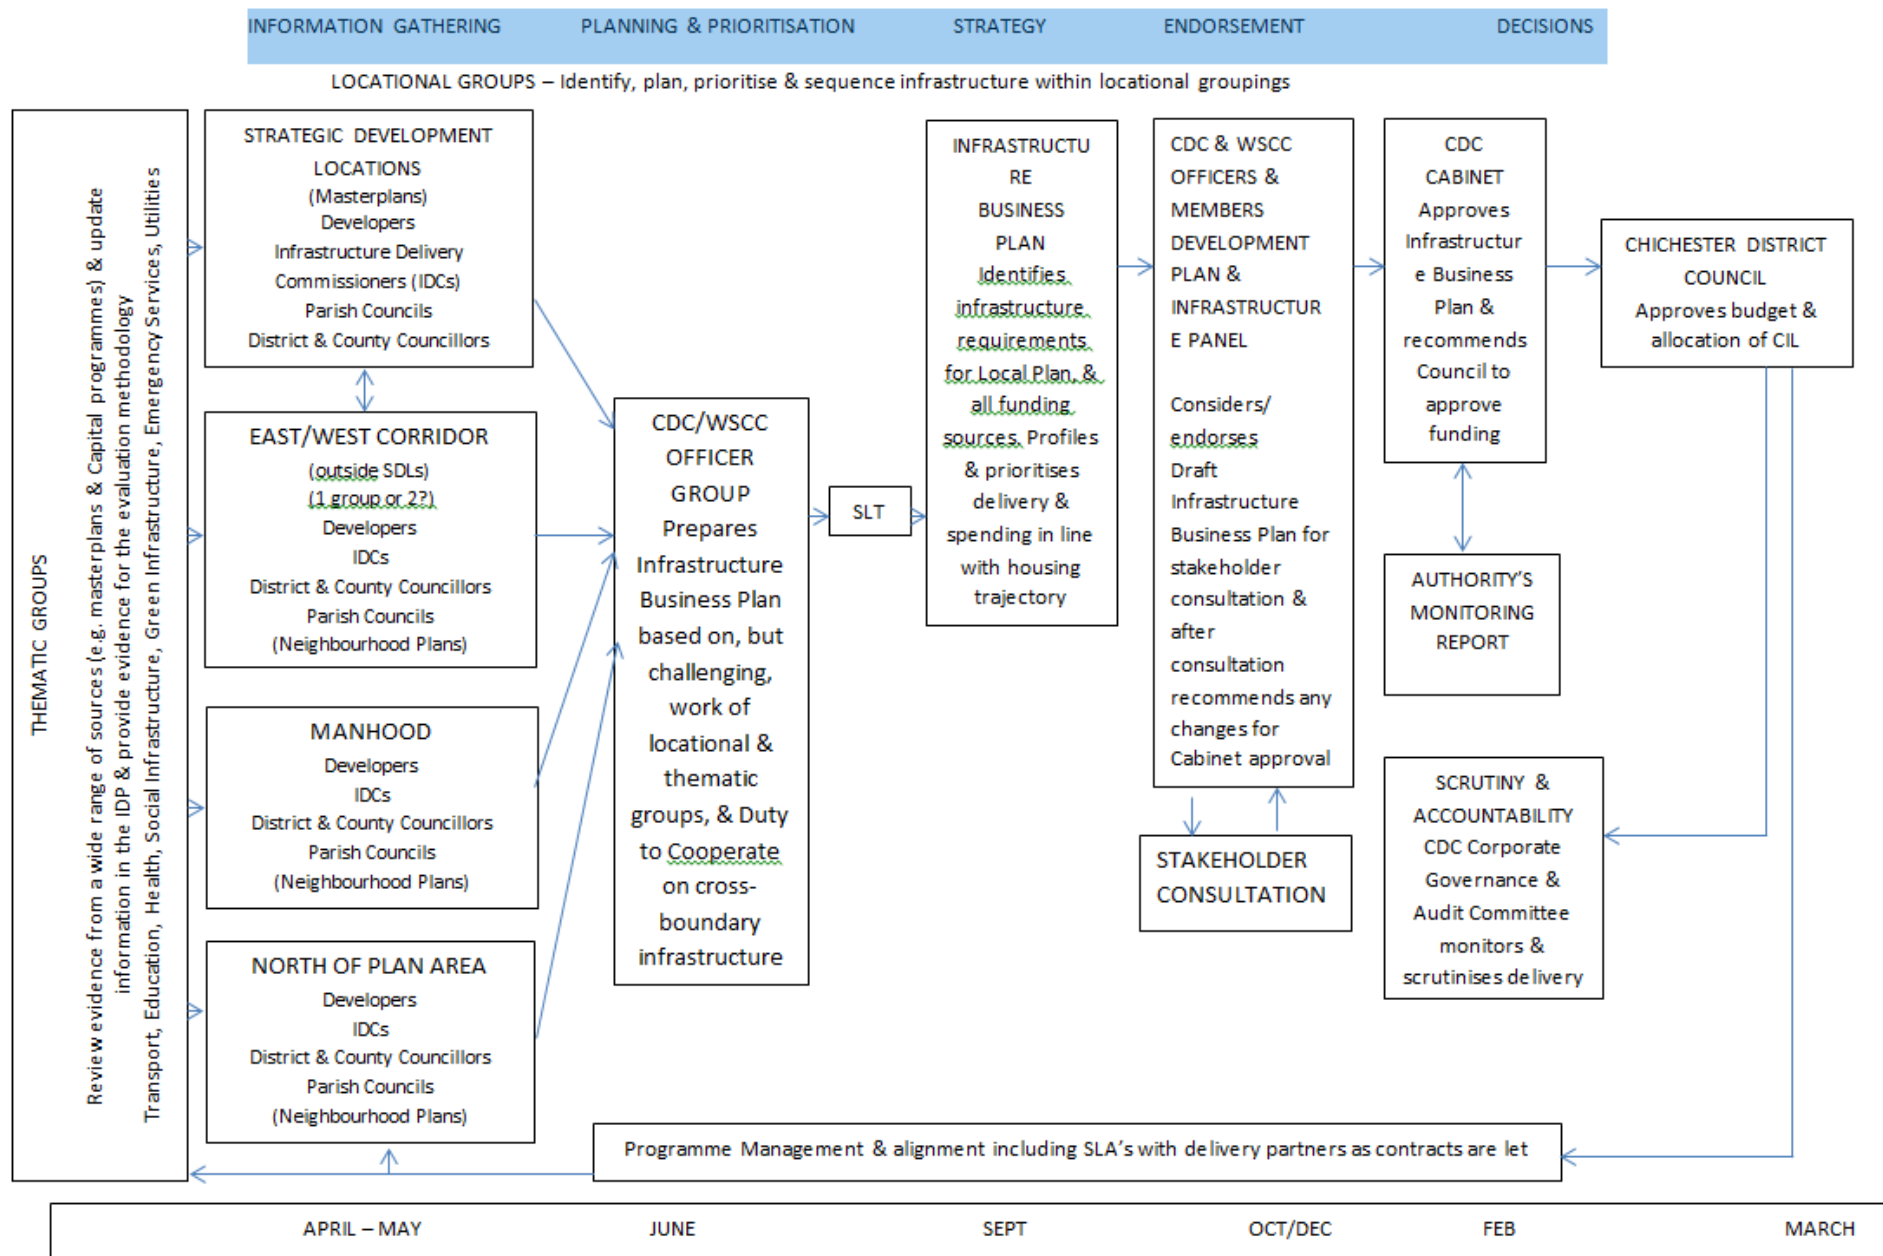 INFORMATION GATHERING
PLANNING & PRIORITISATION
STRATEGY
ENDORSEMENT
DECISIONS
LOCATIONAL GROUPS – Identify, plan, prioritise & sequence infrastructure within locational groupings
THEMATIC GROUPS
Review evidence from a wide range of sources (e.g. masterplans & Capital programmes) & update
information in the IDP & provide evidence for the evaluation methodology
Transport, Education, Health, Social Infrastructure, Green Infrastructure, Emergency Services, Utilities
STRATEGIC DEVELOPMENT
LOCATIONS
(Masterplans)
Developers
Infrastructure Delivery
Commissioners (IDCs)
Parish Councils
District & County Councillors
EAST/WEST CORRIDOR
(outside SDLs)
(1 group or 2?)
Developers
IDCs
District & County Councillors
Parish Councils
(Neighbourhood Plans)
MANHOOD
Developers
IDCs
District & County Councillors
Parish Councils
(Neighbourhood Plans)
NORTH OF PLAN AREA
Developers
IDCs
District & County Councillors
Parish Councils
(Neighbourhood Plans)
CDC/WSCC
OFFICER
GROUP
Prepares
Infrastructure
Business Plan
based on, but
challenging,
work of
locational &
thematic
groups, & Duty
to Cooperate
on cross-
boundary
infrastructure
SLT
INFRASTRUCTU
RE
BUSINESS
PLAN
Identifies
infrastructure
requirements
for Local Plan, &
all funding
sources. Profiles
& prioritises
delivery &
spending in line
with housing
trajectory
CDC & WSCC
OFFICERS &
MEMBERS
DEVELOPMENT
PLAN &
INFRASTRUCTUR
E PANEL
Considers/
endorses
Draft
Infrastructure
Business Plan for
stakeholder
consultation &
after
consultation
recommends any
changes for
Cabinet approval
STAKEHOLDER
CONSULTATION
CDC
CABINET
Approves
Infrastructur
e Business
Plan &
recommends
Council to
approve
funding
AUTHORITY'S
MONITORING
REPORT
SCRUTINY &
ACCOUNTABILITY
CDC Corporate
Governance &
Audit Committee
monitors &
scrutinises delivery
CHICHESTER DISTRICT
COUNCIL
Approves budget &
allocation of CIL
Programme Management & alignment including SLA's with delivery partners as contracts are let
APRIL – MAY
JUNE
SEPT
OCT/DEC
FEB
MARCH